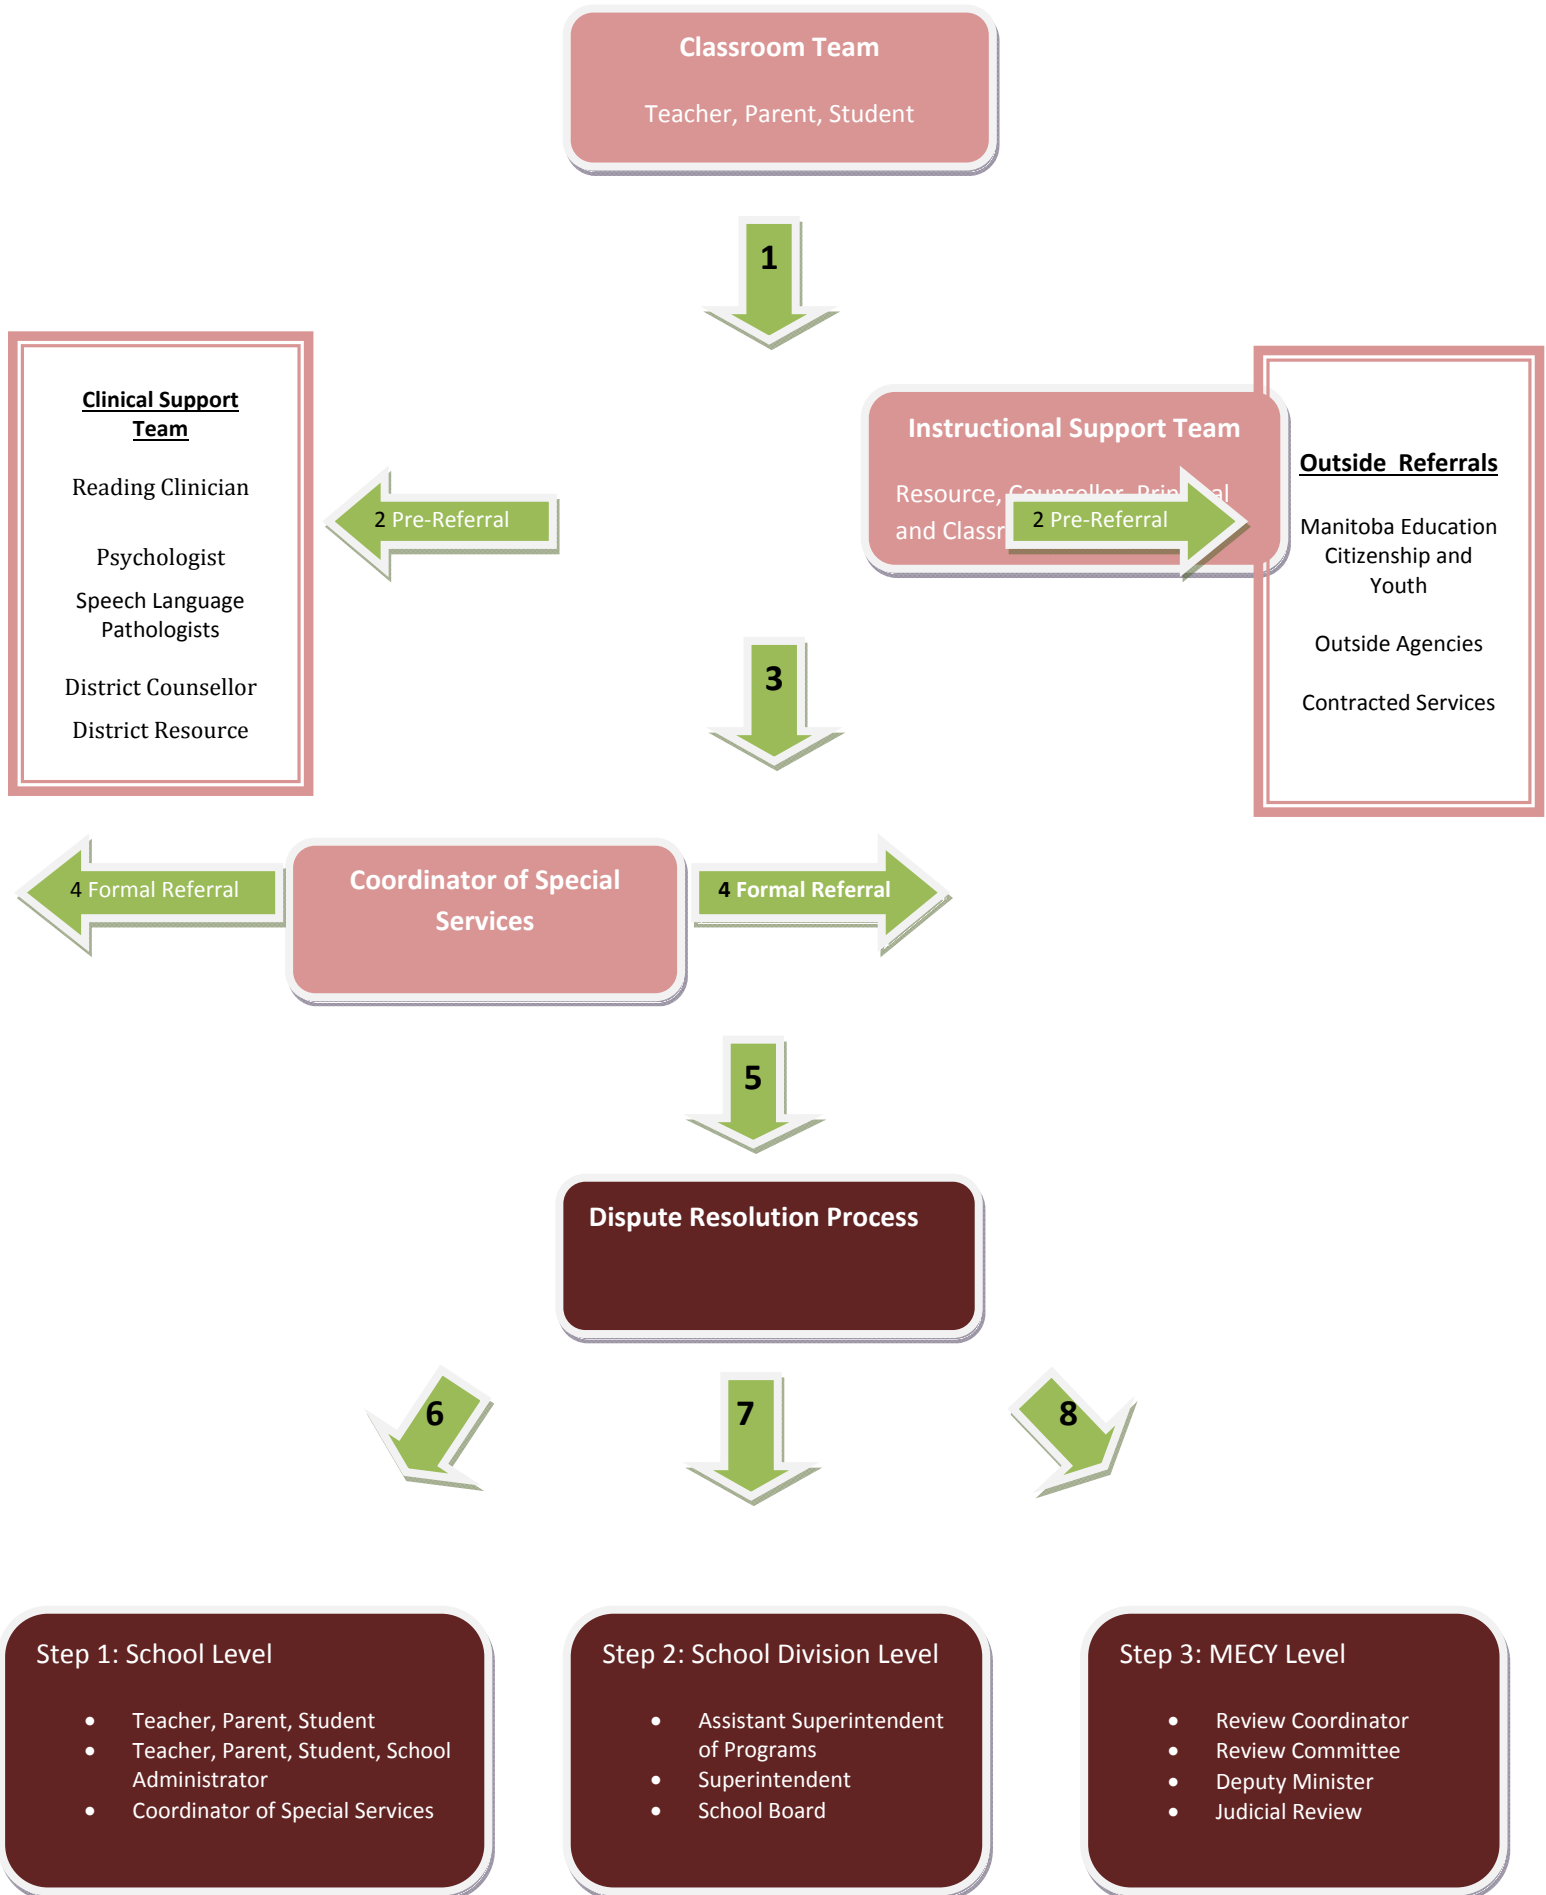 Classroom Team
Teacher, Parent, Student
1
Clinical Support
Team
Reading Clinician
Psychologist
Speech Language
Pathologists
District Counsellor
District Resource
2 Pre-Referral
Instructional Support Team
Resource, Counsellor, Principal
and
2 Pre-Referral
Outside Referrals
Manitoba Education
Citizenship and
Youth
Outside Agencies
Contracted Services
3
4 Formal Referral
Coordinator of Special
Services
4 Formal Referral
5
Dispute Resolution Process
6
7
8
Step 1: School Level
• Teacher, Parent, Student
• Teacher, Parent, Student, School
Administrator
• Coordinator of Special Services
Step 2: School Division Level
• Assistant Superintendent
of Programs
• Superintendent
• School Board
Step 3: MECY Level
• Review Coordinator
• Review Committee
• Deputy Minister
• Judicial Review